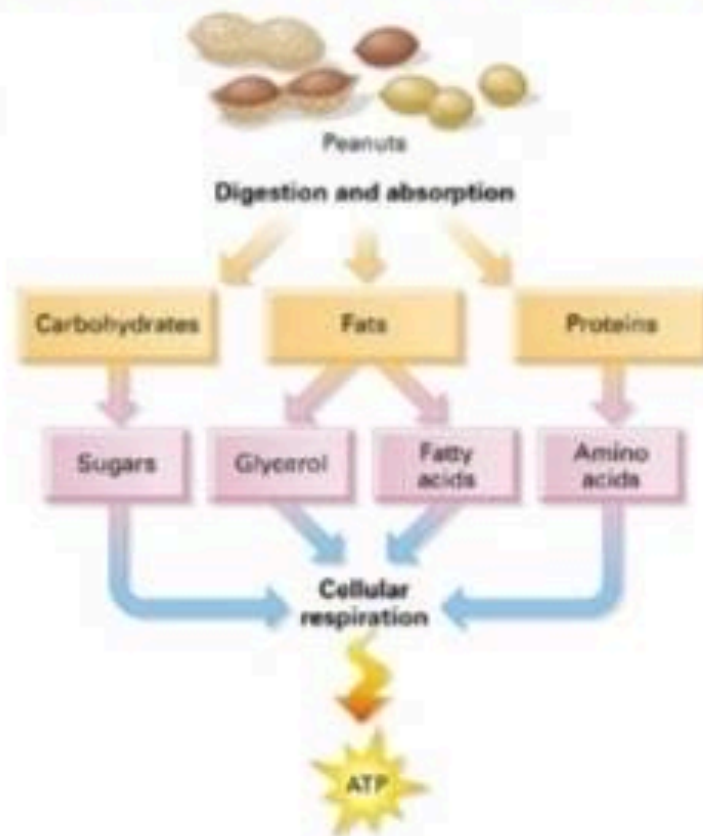 Peanuts
Digestion and absorption
Carbohydrates
Fats
Proteins
Sugars
Glycerol
Fatty
acids
Amino
acids
Cellular
respiration
ATP